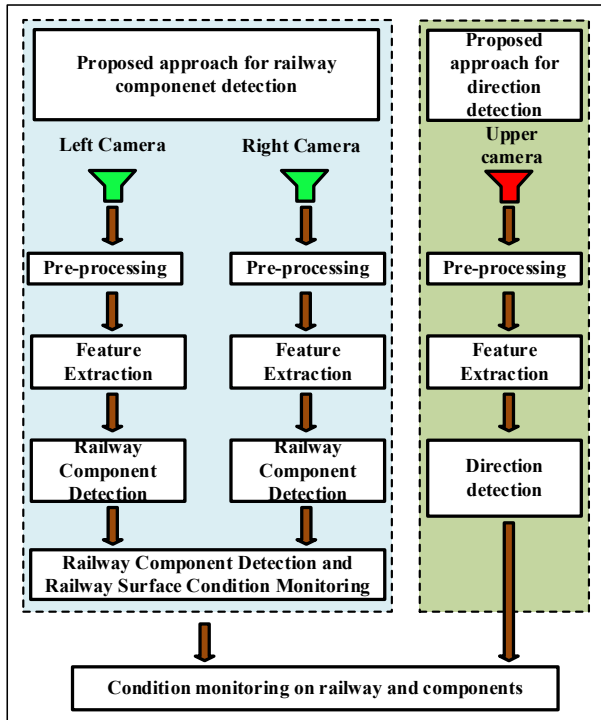 Proposed approach for railway
componenet detection
Left Camera
Right Camera
Pre-processing
Pre-processing
Feature
Extraction
Feature
Extraction
Railway
Component
Detection
Railway
Component
Detection
Railway Component Detection and
Railway Surface Condition Monitoring
Proposed
approach for
direction
detection
Upper
camera
Pre-processing
Feature
Extraction
Direction
detection
Condition monitoring on railway and components